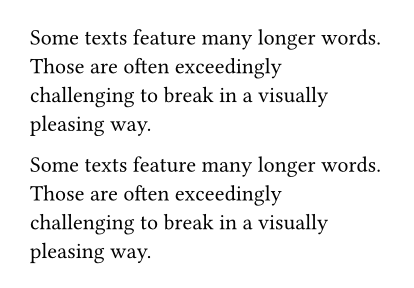 Some texts feature many longer words.
Those are often exceedingly
challenging to break in a visually
pleasing way.
Some texts feature many longer words.
Those are often exceedingly
challenging to break in a visually
pleasing way.